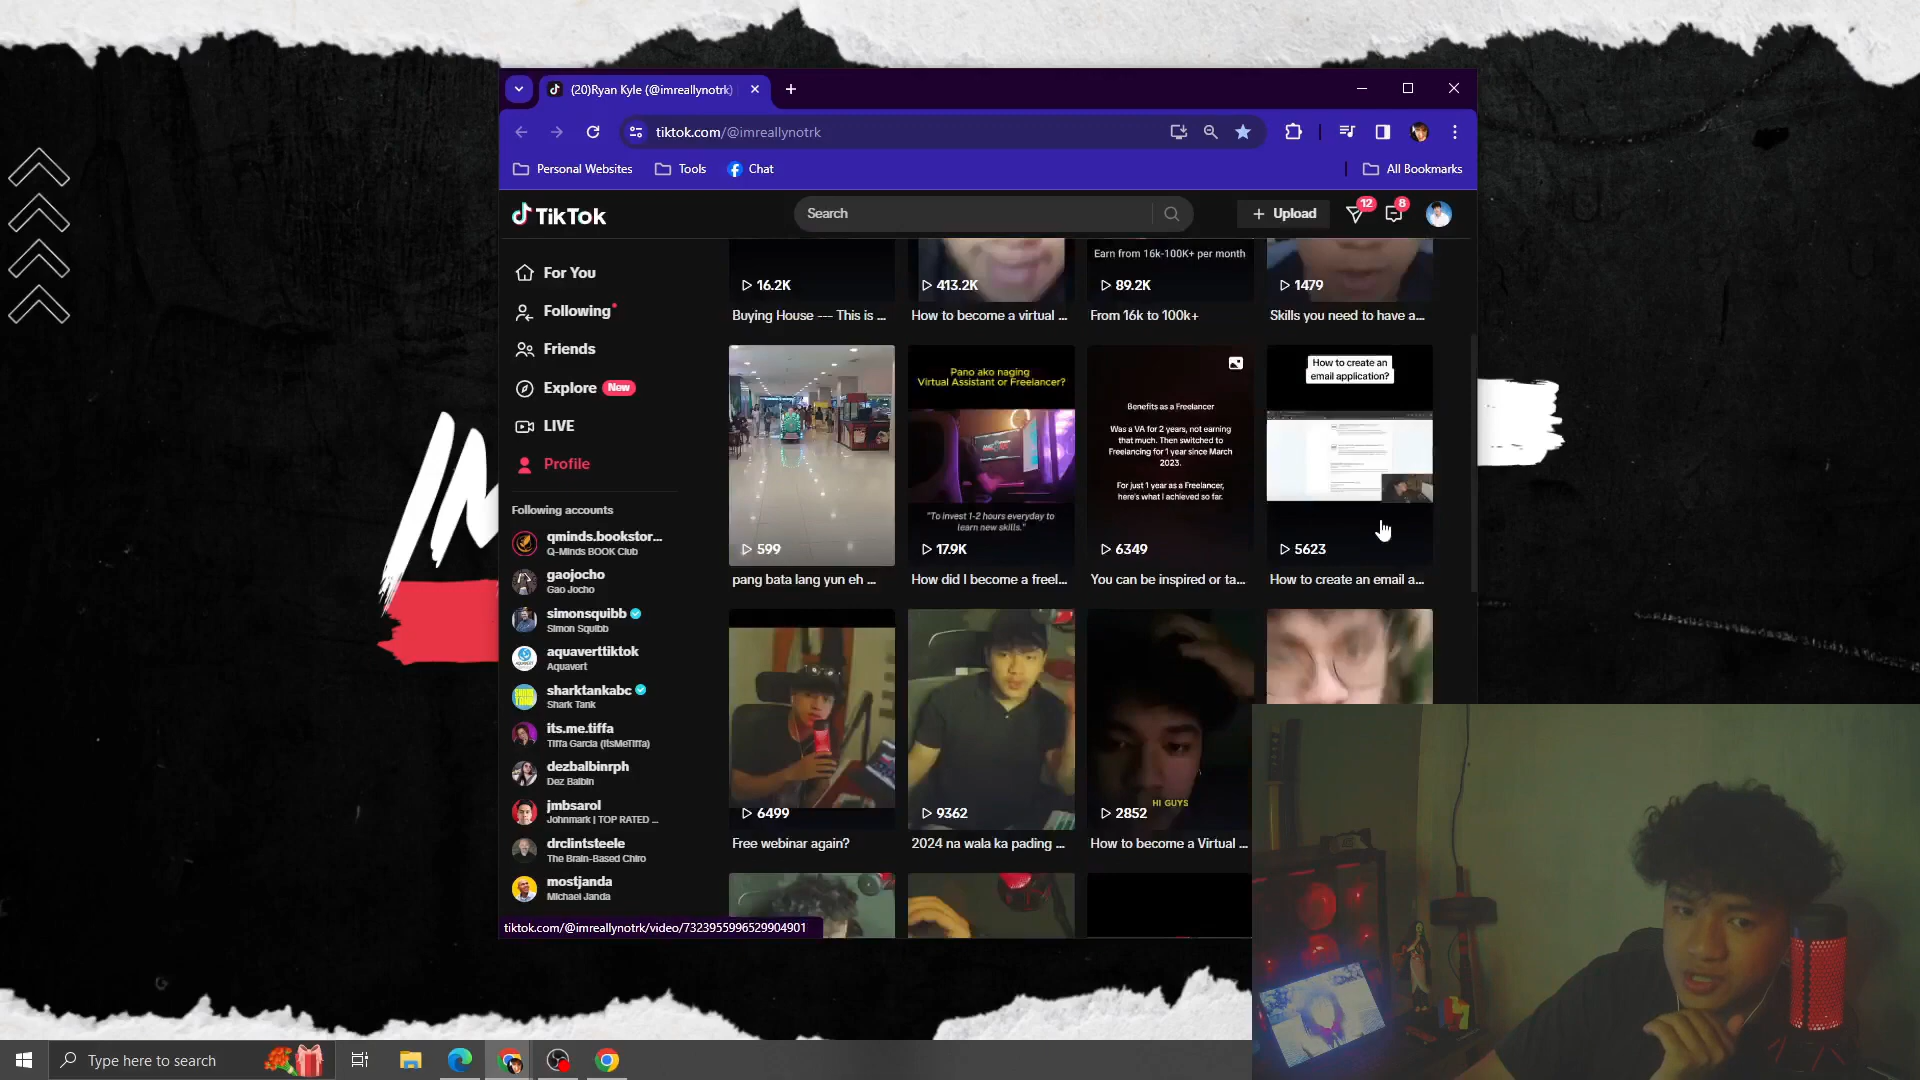 (20)Ryan Kyle (@imreallynotrk)
tiktok.com/@imreallynotrk
Personal Websites
Tools
Chat
All Bookmarks
TikTok
Search
Upload
12
8
For You
Following
Friends
Explore New
LIVE
Profile
Following accounts
qminds.bookstor...
Q-Minds BOOK Club
gaojocho
Gao Jocho
simonsquibb
Simon Squibb
aquaverttiktok
Aquavert
sharktankabc
Shark Tank
its.me.tiffa
Tiffa Garcia (ItsMeTiffa)
dezbalbinrph
Dez Balbin
jmbsarol
Johnmark | TOP RATED ...
drclintsteele
The Brain-Based Chiro
mostjanda
Michael Janda
Earn from 16k-100K+ per month
16.2K
413.2K
89.2K
1479
Buying House --- This is ...
How to become a virtual ...
From 16k to 100k+
Skills you need to have a...
Pano ako naging
Virtual Assistant or Freelancer?
"To invest 1-2 hours everyday to
learn new skills."
Benefits as a Freelancer
Was a VA for 2 years, not earning
that much. Then switched to
Freelancing for 1 year since March
2023.
For just 1 year as a Freelancer,
here's what I achieved so far.
How to create an
email application?
599
17.9K
6349
5623
pang bata lang yun eh ...
How did I become a freel...
You can be inspired or ta...
How to create an email a...
HI GUYS
6499
9362
2852
Free webinar again?
2024 na wala ka pading ...
How to become a Virtual ...
tiktok.com/@imreallynotrk/video/7323955996529904901
Type here to search